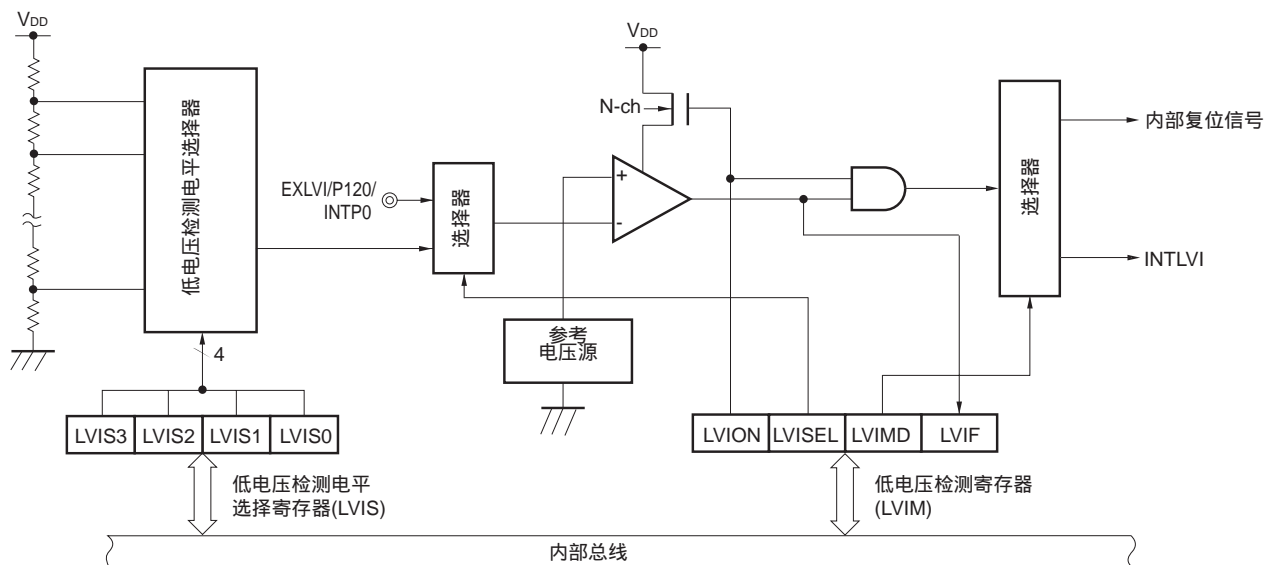 VDD
低电压检测电平选择器
4
LVIS3 LVIS2 LVIS1 LVIS0
低电压检测电平
选择寄存器(LVIS)
EXLVI/P120/
INTP0
选择器
VDD
N-ch
+
-
参考
电压源
选择器
内部复位信号
INTLVI
LVION LVISEL LVIMD LVIF
低电压检测寄存器
(LVIM)
内部总线